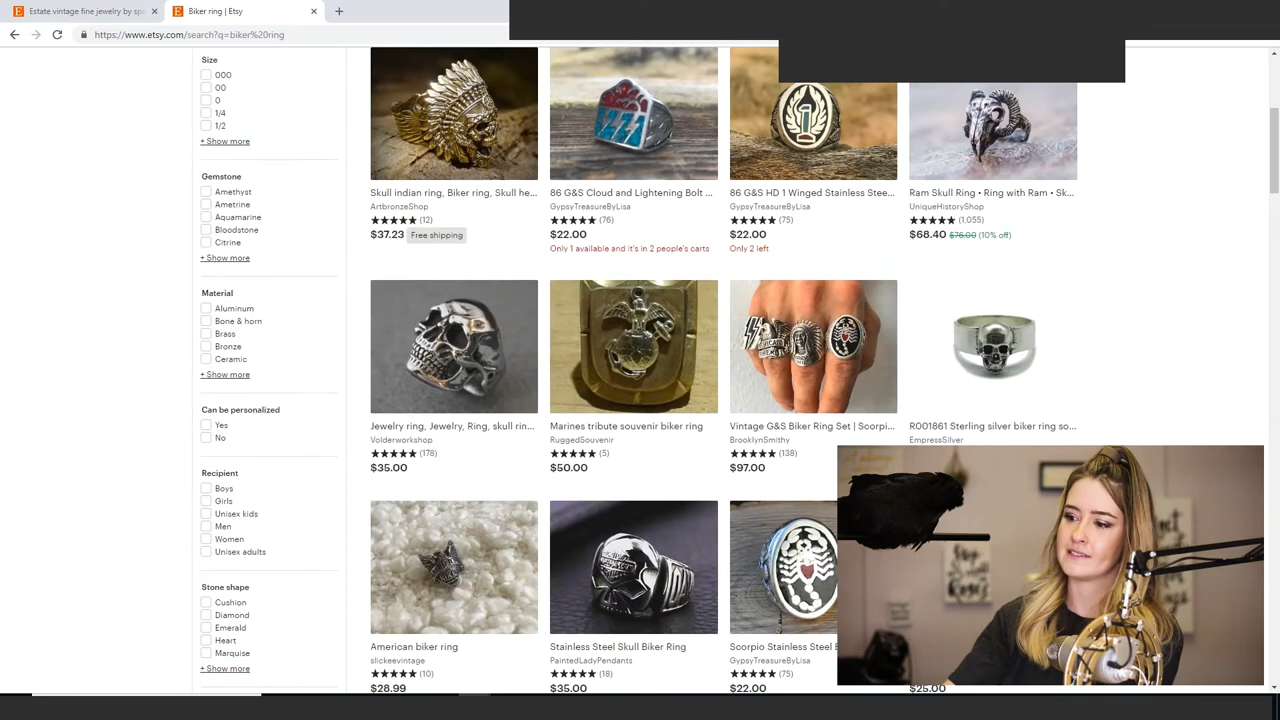 Estate vintage fine jewelry by spa
Biker ring | Etsy
https://www.etsy.com/search?q=biker%20ring
Size
000
00
0
1/4
1/2
+ Show more
Gemstone
Amethyst
Ametrine
Aquamarine
Bloodstone
Citrine
+ Show more
Material
Aluminum
Bone & horn
Brass
Bronze
Ceramic
+ Show more
Can be personalized
Yes
No
Recipient
Boys
Girls
Unisex kids
Men
Women
Unisex adults
Stone shape
Cushion
Diamond
Emerald
Heart
Marquise
+ Show more
Skull indian ring, Biker ring, Skull he...
ArtbronzeShop
(12)
$37.23 Free shipping
86 G&S Cloud and Lightening Bolt ...
GypsyTreasureByLisa
(76)
$22.00
Only 1 available and it's in 2 people's carts
86 G&S HD 1 Winged Stainless Stee...
GypsyTreasureByLisa
(75)
$22.00
Only 2 left
Ram Skull Ring • Ring with Ram • Sk...
UniqueHistoryShop
(1,055)
$68.40 $76.00 (10% off)
Jewelry ring, Jewelry, Ring, skull rin...
Volderworkshop
(178)
$35.00
Marines tribute souvenir biker ring
RuggedSouvenir
(5)
$50.00
Vintage G&S Biker Ring Set | Scorpi...
BrooklynSmithy
(138)
$97.00
R001861 Sterling silver biker ring so...
EmpressSilver
American biker ring
slickeevintage
(10)
$28.99
Stainless Steel Skull Biker Ring
PaintedLadyPendants
(18)
$35.00
Scorpio Stainless Steel B
GypsyTreasureByLisa
(75)
$22.00
$25.00